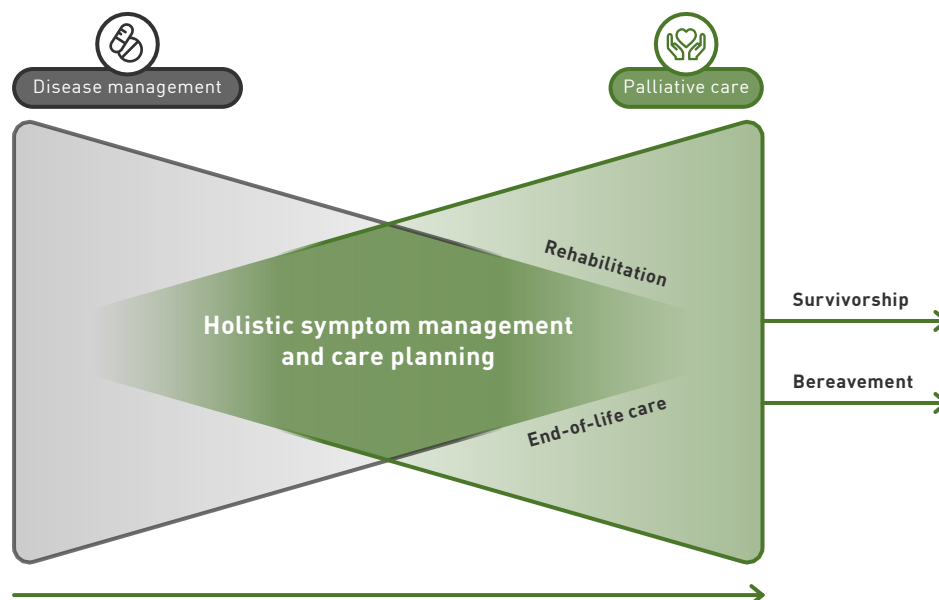 Disease management
Palliative care
Rehabilitation
Holistic symptom management
and care planning
End-of-life care
Survivorship
Bereavement